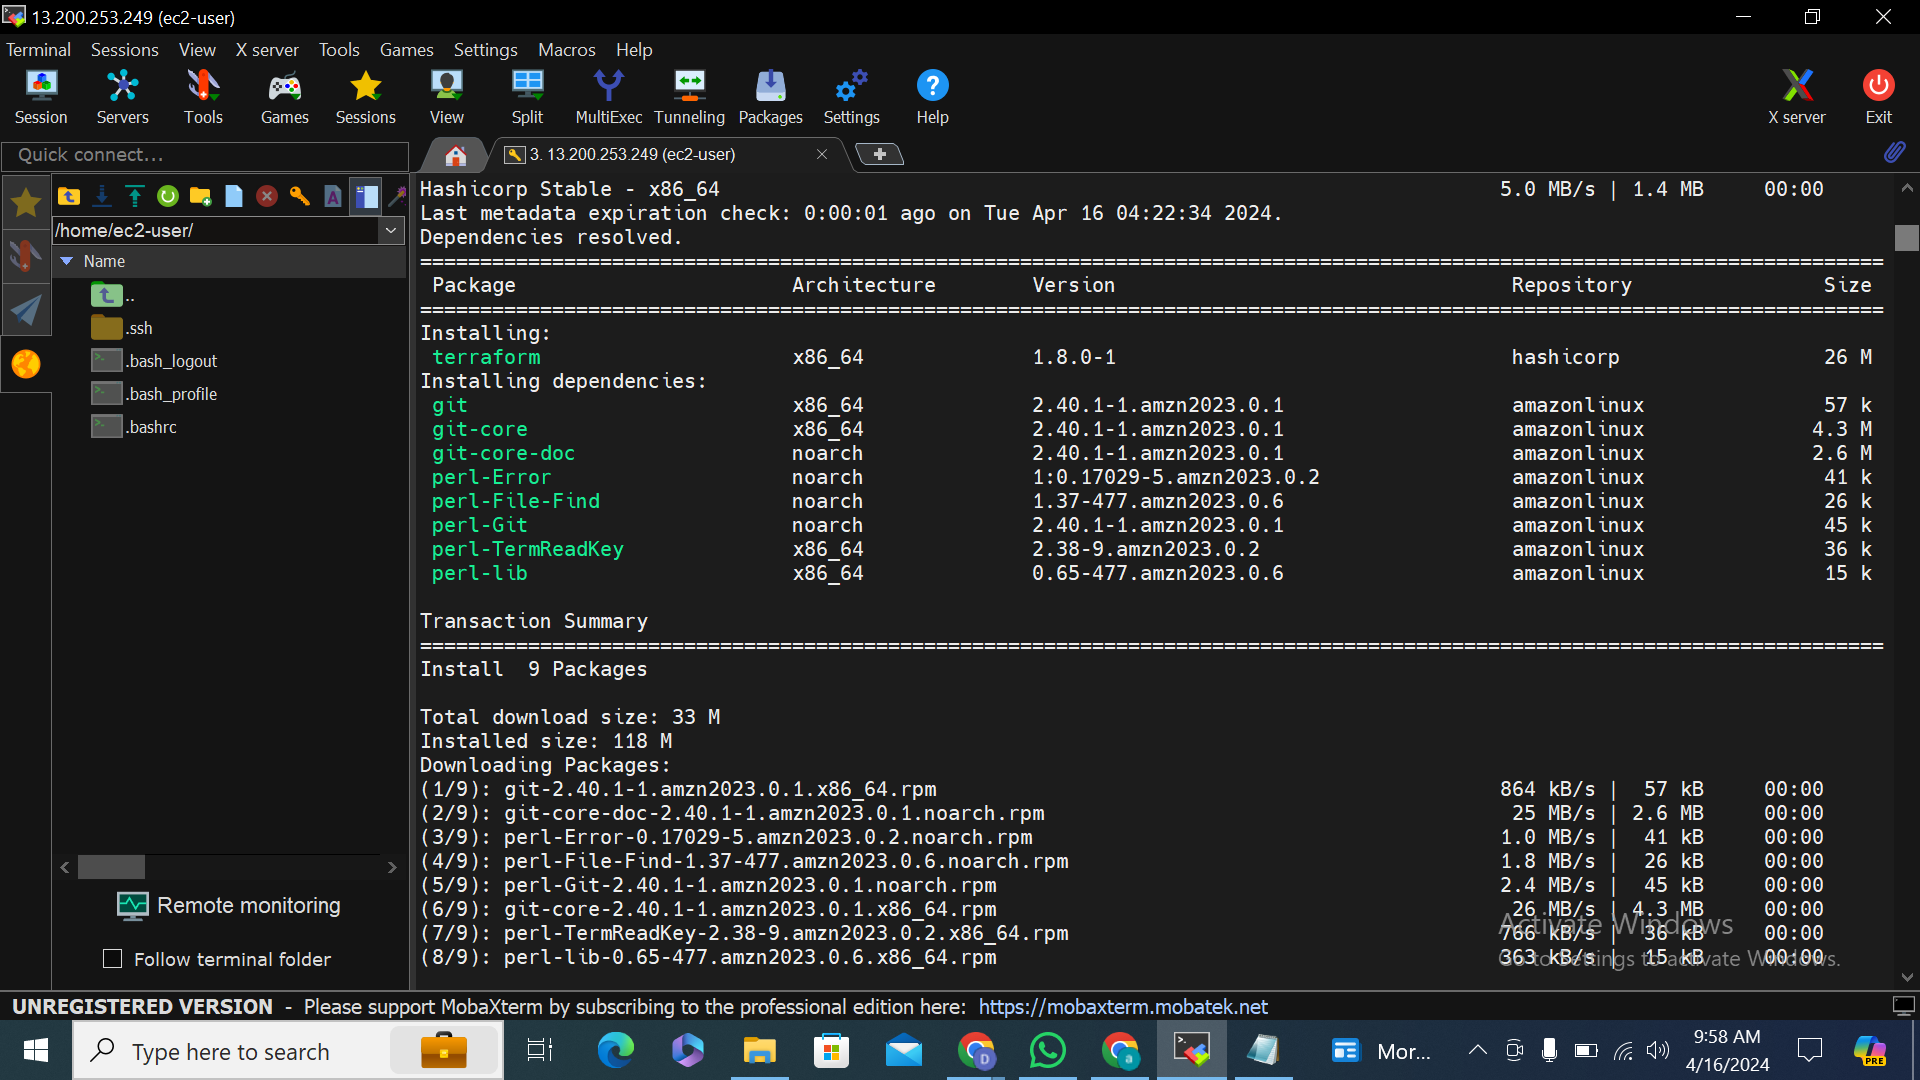 13.200.253.249 (ec2-user)
Terminal Sessions View X server Tools Games Settings Macros Help
Session Servers Tools Games Sessions View Split MultiExec Tunneling Packages Settings Help X server Exit
Quick connect...
3. 13.200.253.249 (ec2-user)
/home/ec2-user/
Name
..
.ssh
.bash_logout
.bash_profile
.bashrc
Remote monitoring
Follow terminal folder
Hashicorp Stable - x86_64 5.0 MB/s | 1.4 MB 00:00
Last metadata expiration check: 0:00:01 ago on Tue Apr 16 04:22:34 2024.
Dependencies resolved.
================================================================================
Package Architecture Version Repository Size
================================================================================
Installing:
terraform x86_64 1.8.0-1 hashicorp 26 M
Installing dependencies:
git x86_64 2.40.1-1.amzn2023.0.1 amazonlinux 57 k
git-core x86_64 2.40.1-1.amzn2023.0.1 amazonlinux 4.3 M
git-core-doc noarch 2.40.1-1.amzn2023.0.1 amazonlinux 2.6 M
perl-Error noarch 1:0.17029-5.amzn2023.0.2 amazonlinux 41 k
perl-File-Find noarch 1.37-477.amzn2023.0.6 amazonlinux 26 k
perl-Git noarch 2.40.1-1.amzn2023.0.1 amazonlinux 45 k
perl-TermReadKey x86_64 2.38-9.amzn2023.0.2 amazonlinux 36 k
perl-lib x86_64 0.65-477.amzn2023.0.6 amazonlinux 15 k
Transaction Summary
================================================================================
Install 9 Packages
Total download size: 33 M
Installed size: 118 M
Downloading Packages:
(1/9): git-2.40.1-1.amzn2023.0.1.x86_64.rpm 864 kB/s | 57 kB 00:00
(2/9): git-core-doc-2.40.1-1.amzn2023.0.1.noarch.rpm 25 MB/s | 2.6 MB 00:00
(3/9): perl-Error-0.17029-5.amzn2023.0.2.noarch.rpm 1.0 MB/s | 41 kB 00:00
(4/9): perl-File-Find-1.37-477.amzn2023.0.6.noarch.rpm 1.8 MB/s | 26 kB 00:00
(5/9): perl-Git-2.40.1-1.amzn2023.0.1.noarch.rpm 2.4 MB/s | 45 kB 00:00
(6/9): git-core-2.40.1-1.amzn2023.0.1.x86_64.rpm 26 MB/s | 4.3 MB 00:00
(7/9): perl-TermReadKey-2.38-9.amzn2023.0.2.x86_64.rpm 766 kB/s | 36 kB 00:00
(8/9): perl-lib-0.65-477.amzn2023.0.6.x86_64.rpm 363 kB/s | 15 kB 00:00
Activate Windows
Go to Settings to activate Windows.
UNREGISTERED VERSION - Please support MobaXterm by subscribing to the professional edition here: https://mobaxterm.mobatek.net
Type here to search
D
a
Mor...
9:58 AM
4/16/2024
PRE